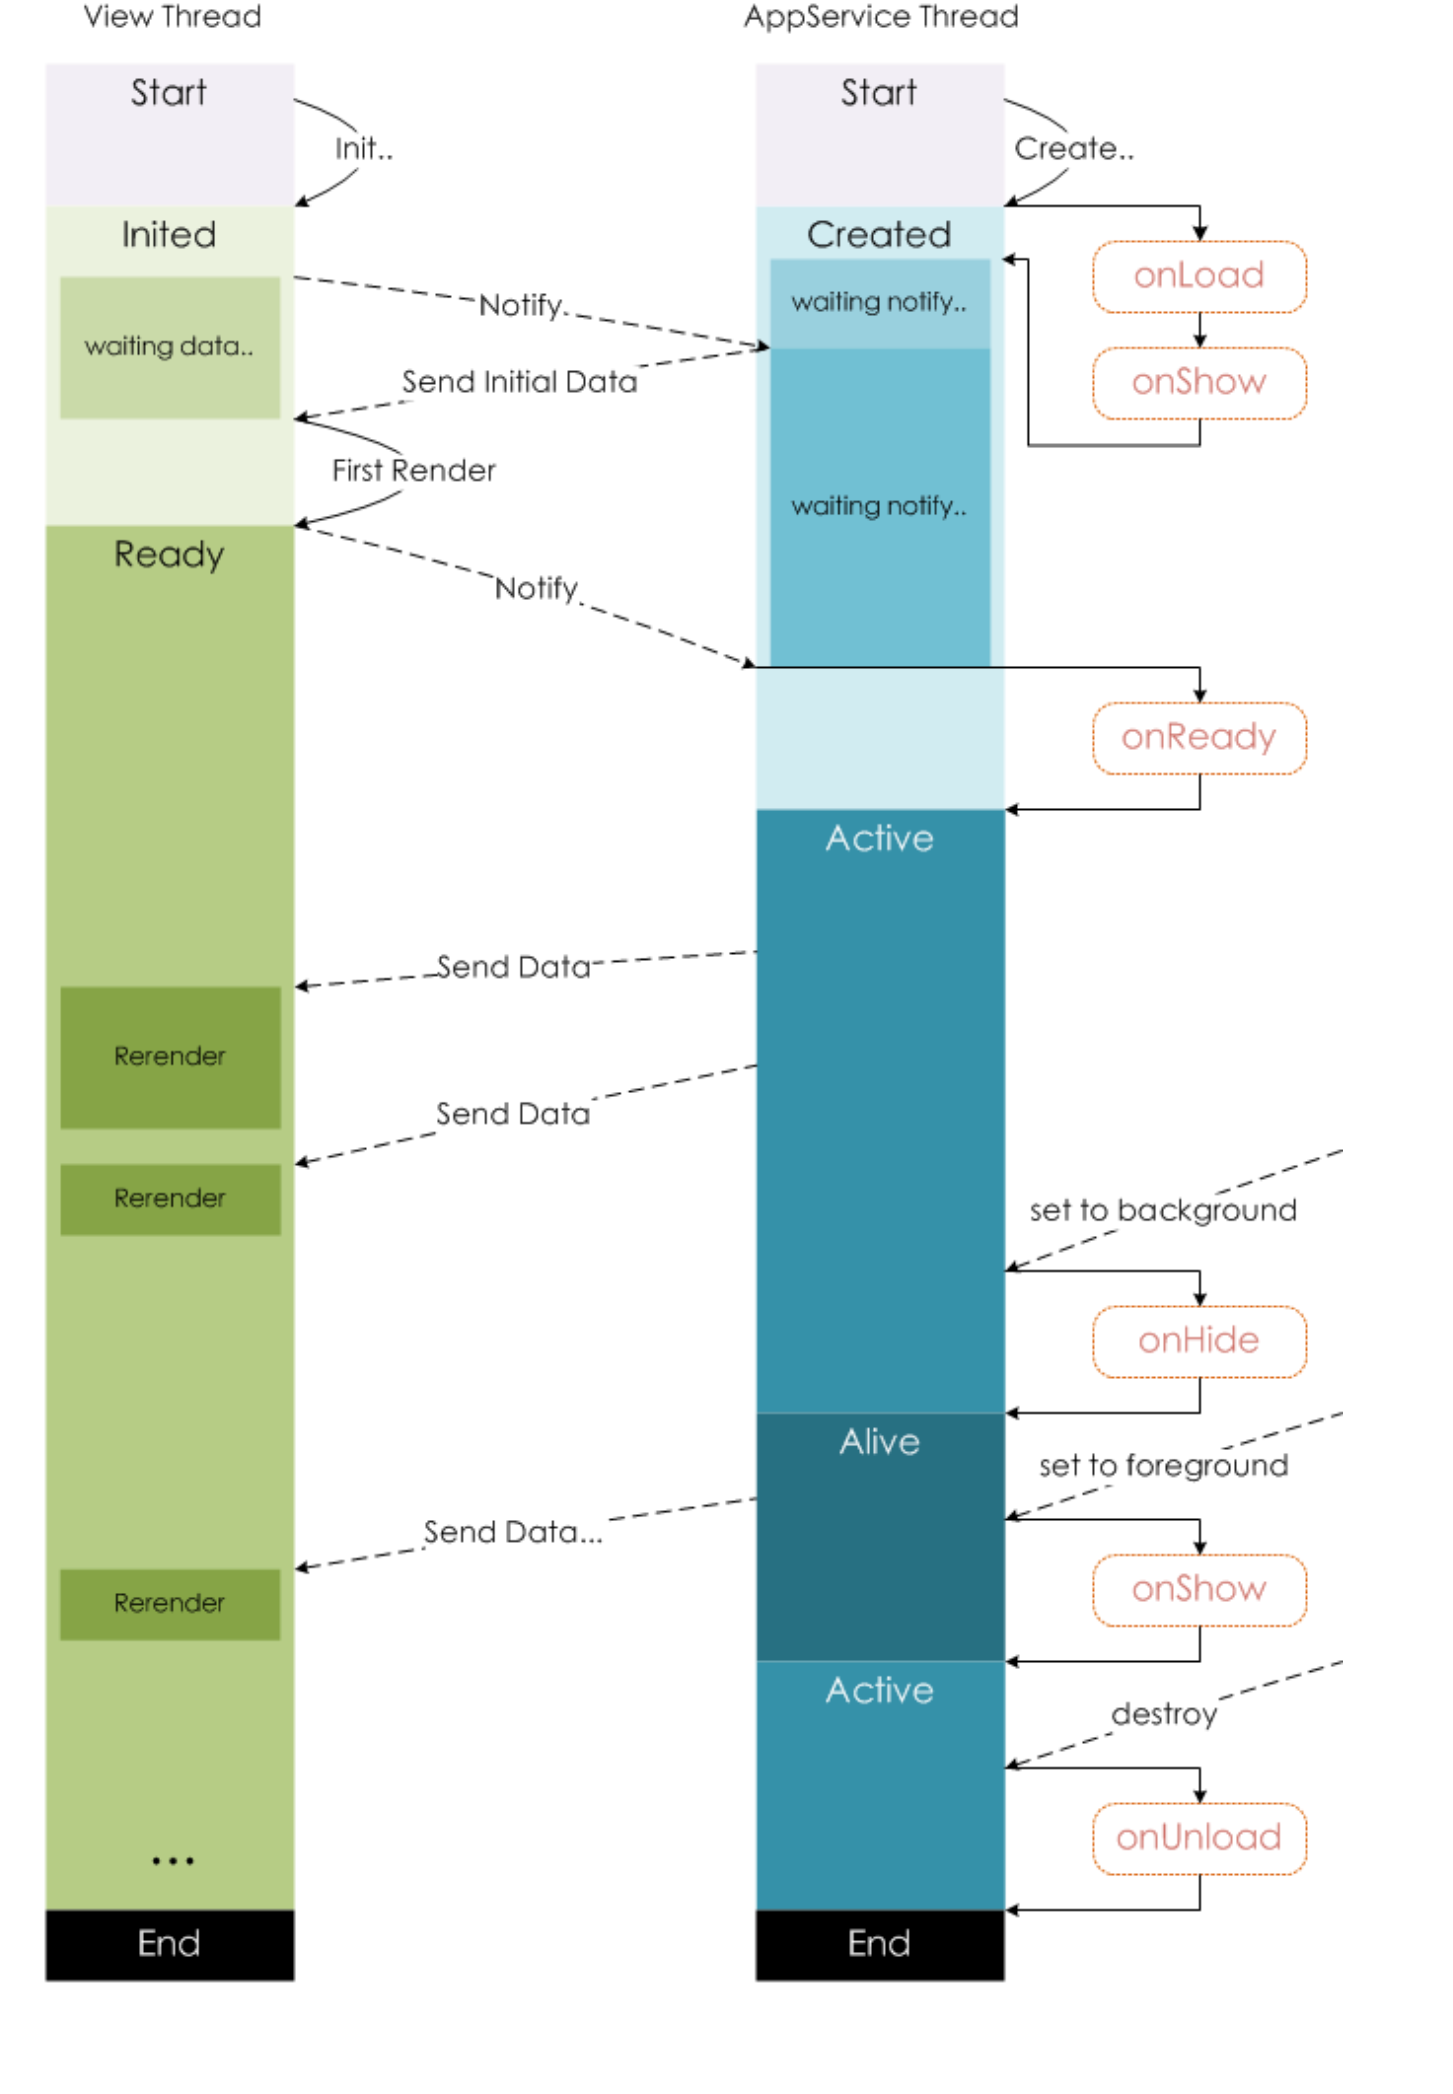 View Thread
AppService Thread
Start
Start
Init..
Create..
Inited
Created
onLoad
waiting notify..
Notify.
waiting data..
Send Initial Data
onShow
First Render
waiting notify..
Ready
Notify
onReady
Active
Send Data
Rerender
Send Data
Rerender
set to background
onHide
Alive
set to foreground
Send Data...
onShow
Rerender
Active
destroy
onUnload
...
End
End